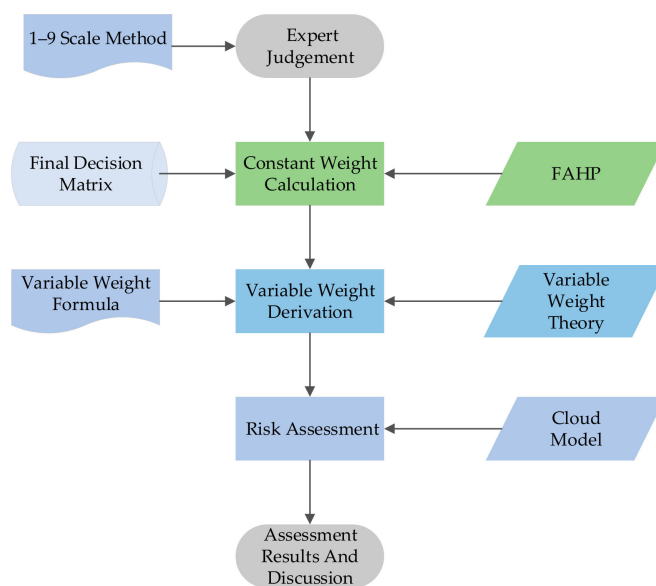 1–9 Scale Method
Expert
Judgement
Final Decision
Matrix
Constant Weight
Calculation
FAHP
Variable Weight
Formula
Variable Weight
Derivation
Variable
Weight
Theory
Risk Assessment
Cloud
Model
Assessment
Results And
Discussion